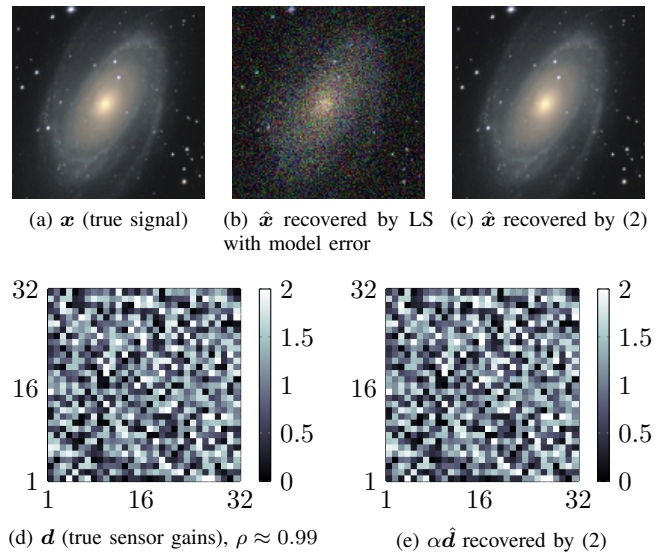 (a) x (true signal)
(b) x̂ recovered by LS
with model error
(c) x̂ recovered by (2)
32
16
1
1 16 32
2
1.5
1
0.5
0
32
16
1
1 16 32
2
1.5
1
0.5
0
(d) d (true sensor gains), ρ ≈ 0.99
(e) αd̂ recovered by (2)